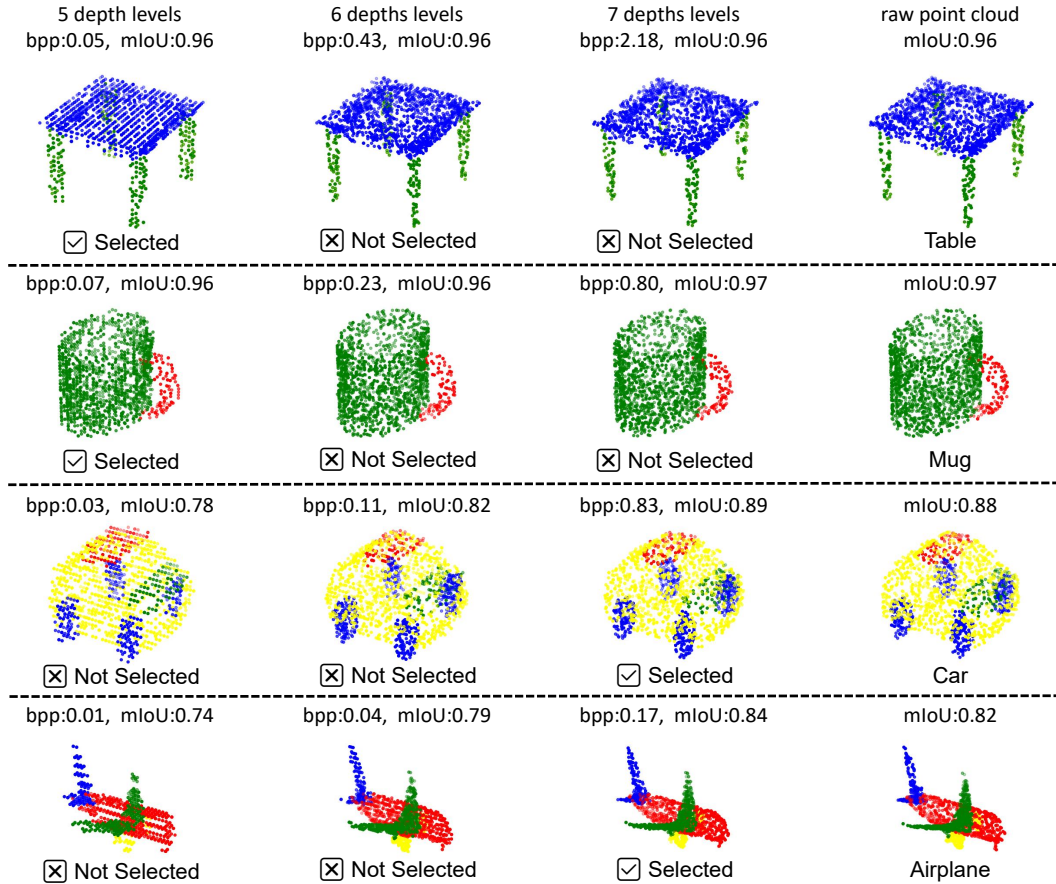 5 depth levels 6 depth levels 7 depths levels raw point cloud
bpp:0.05, mIoU:0.96 bpp:0.43, mIoU:0.96 bpp:2.18, mIoU:0.96 mIoU:0.96
Selected Not Selected Not Selected Table
bpp:0.07, mIoU:0.96 bpp:0.23, mIoU:0.96 bpp:0.80, mIoU:0.97 mIoU:0.97
Selected Not Selected Not Selected Mug
bpp:0.03, mIoU:0.78 bpp:0.11, mIoU:0.82 bpp:0.83, mIoU:0.89 mIoU:0.88
Not Selected Not Selected Selected Car
bpp:0.01, mIoU:0.74 bpp:0.04, mIoU:0.79 bpp:0.17, mIoU:0.84 mIoU:0.82
Not Selected Not Selected Selected Airplane